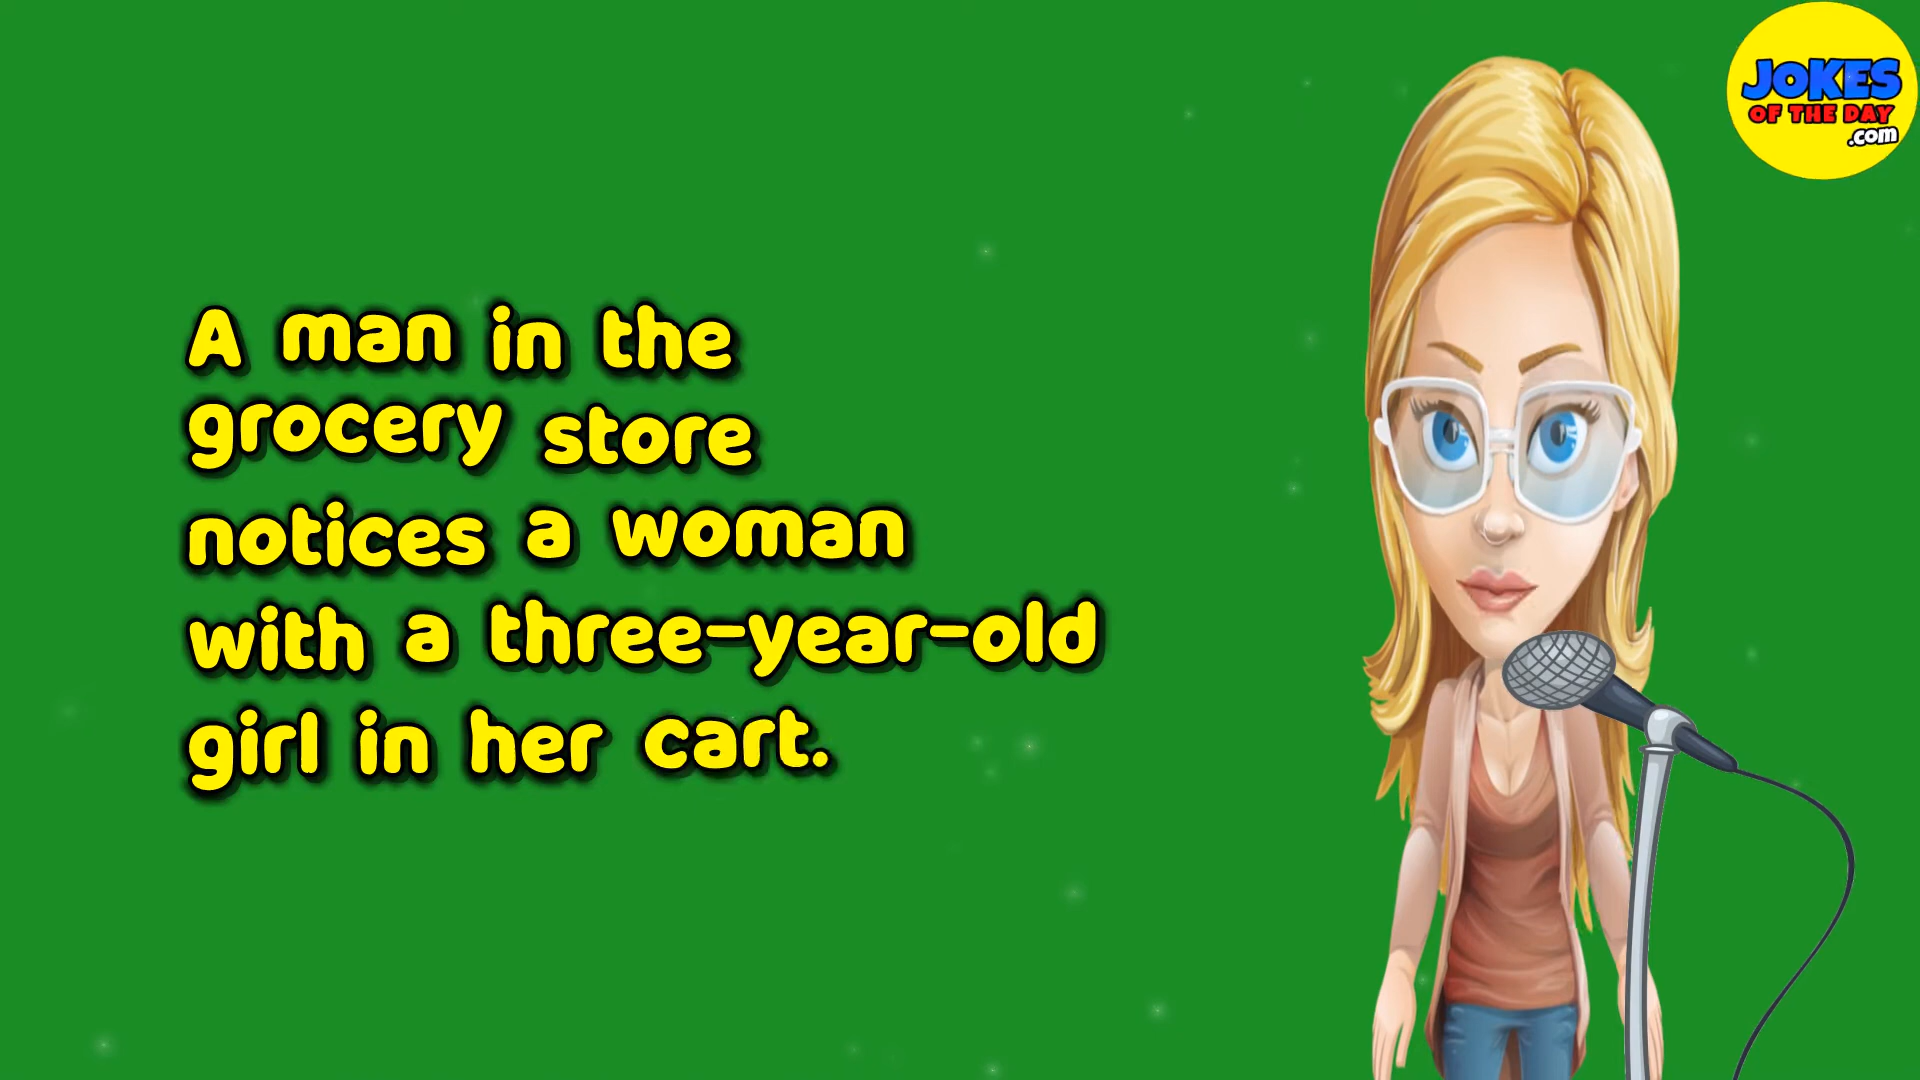 A man in the
grocery store
notices a woman
with a three-year-old
girl in her cart.
JOKES
OF THE DAY
.com